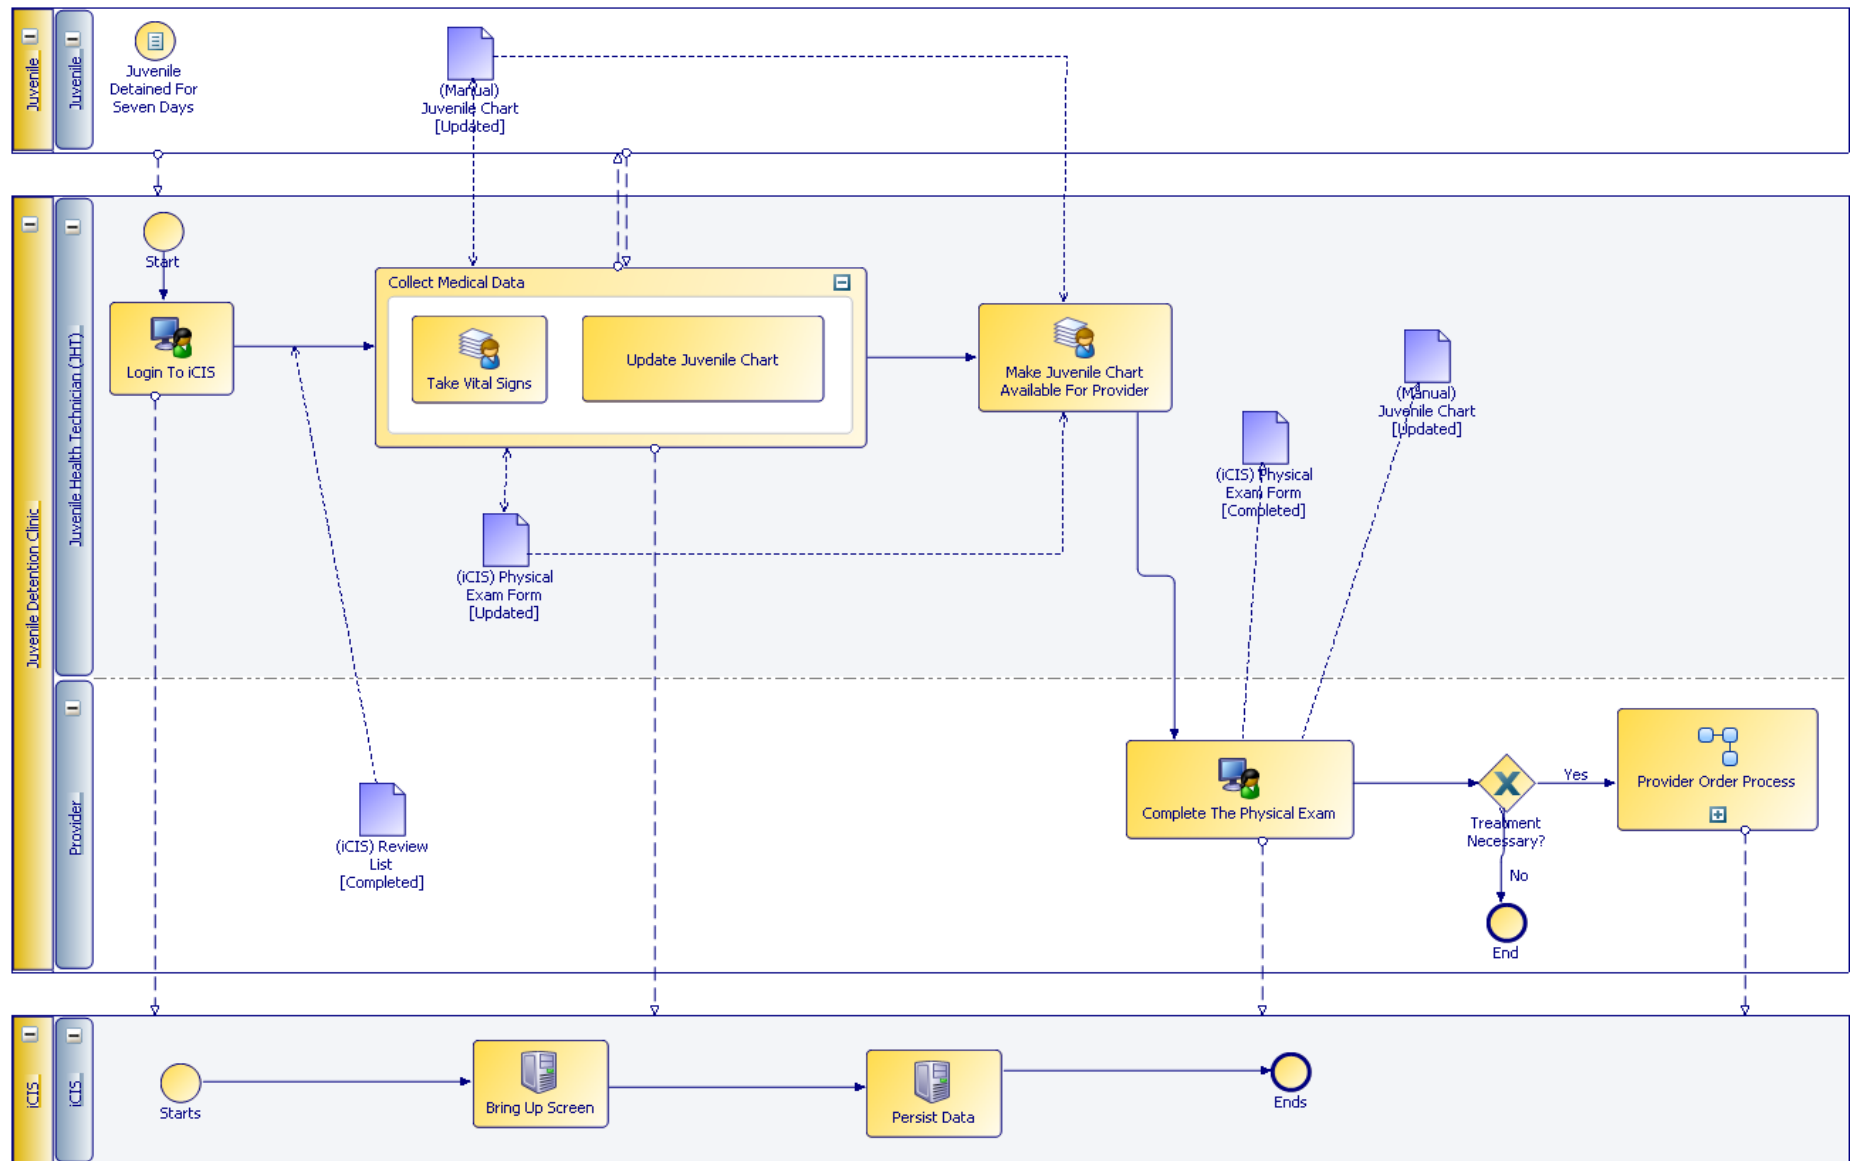 Juvenile
Juvenile
Juvenile
Detained For
Seven Days
(Manual)
Juvenile Chart
[Updated]
Juvenile Detention Clinic
Juvenile Health Technician (JHT)
Start
Login To iCIS
Collect Medical Data
Take Vital Signs
Update Juvenile Chart
Make Juvenile Chart
Available For Provider
(Manual)
Juvenile Chart
[Updated]
(iCIS) Physical
Exam Form
[Completed]
(iCIS) Physical
Exam Form
[Updated]
Provider
(iCIS) Review
List
[Completed]
Complete The Physical Exam
Treatment
Necessary?
Yes
No
End
Provider Order Process
iCIS
iCIS
Starts
Bring Up Screen
Persist Data
Ends